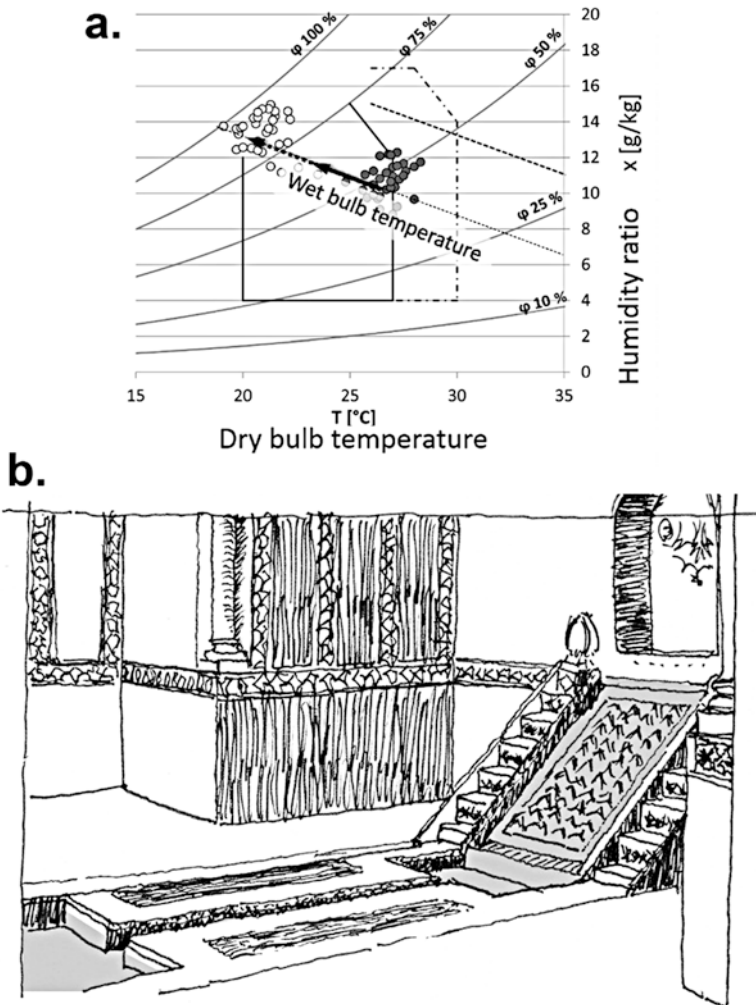 a.
φ 100 %
φ 75 %
φ 50 %
φ 25 %
φ 10 %
Wet bulb temperature
20
18
16
14
12
10
8
6
4
2
0
Humidity ratio x [g/kg]
15 20 25 30 35
T [°C]
Dry bulb temperature
b.